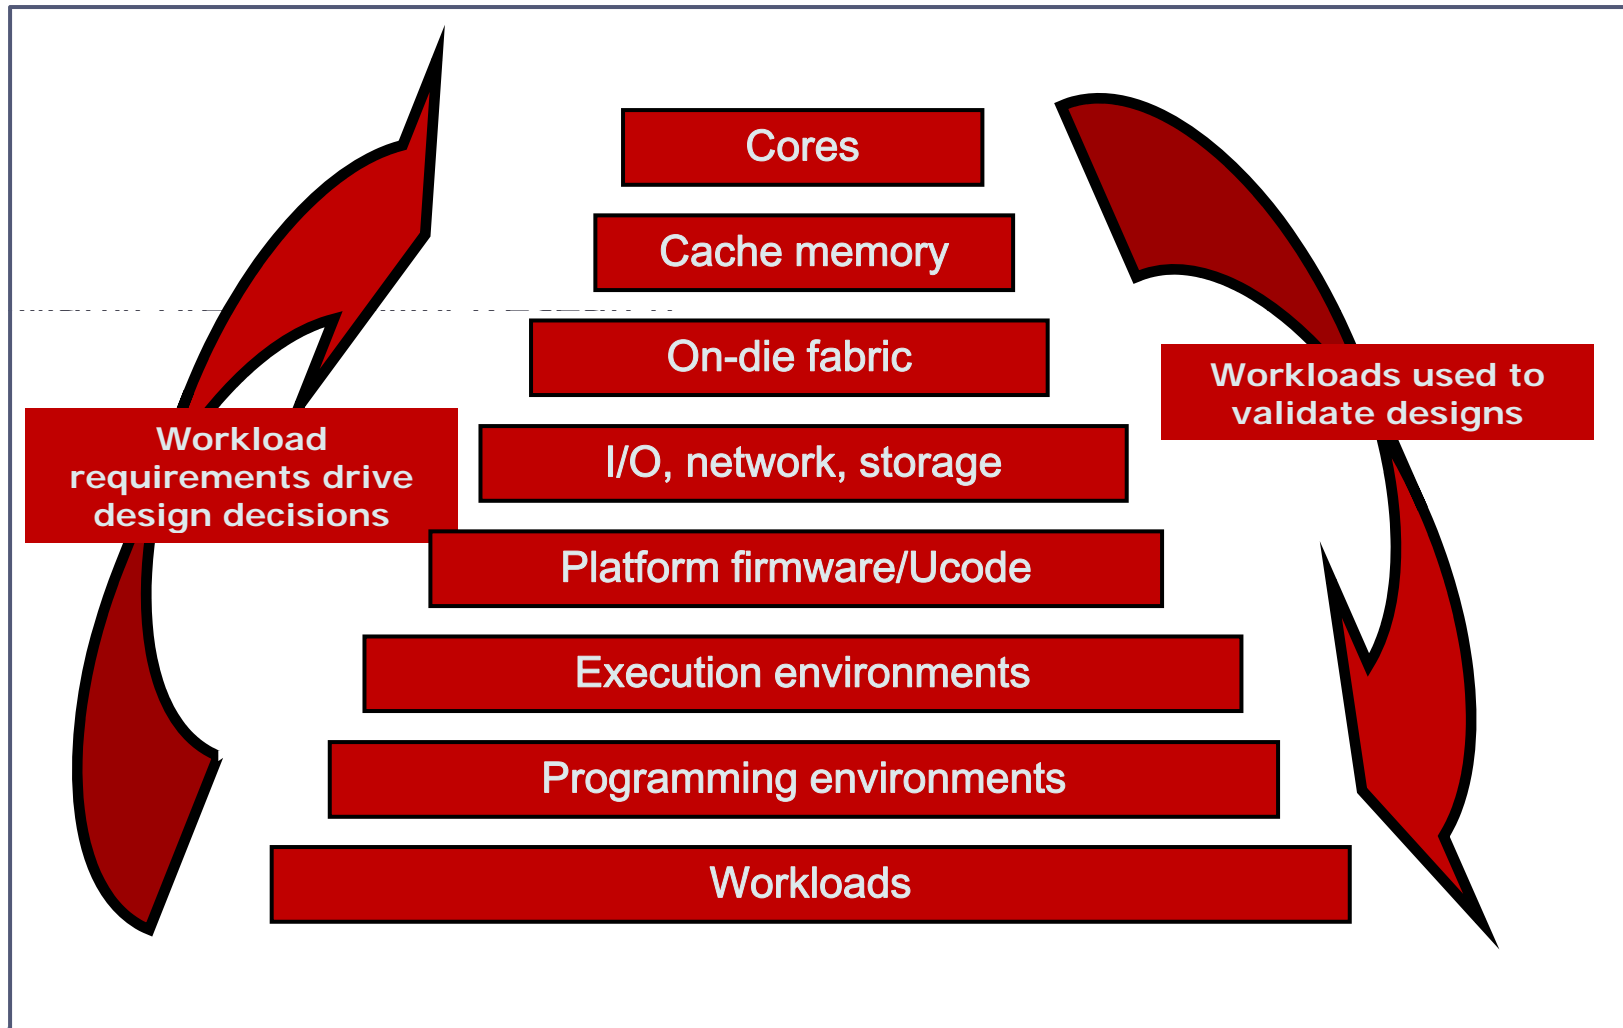 Cores
Cache memory
On-die fabric
Workloads used to
validate designs
Workload
requirements drive
design decisions
I/O, network, storage
Platform firmware/Ucode
Execution environments
Programming environments
Workloads